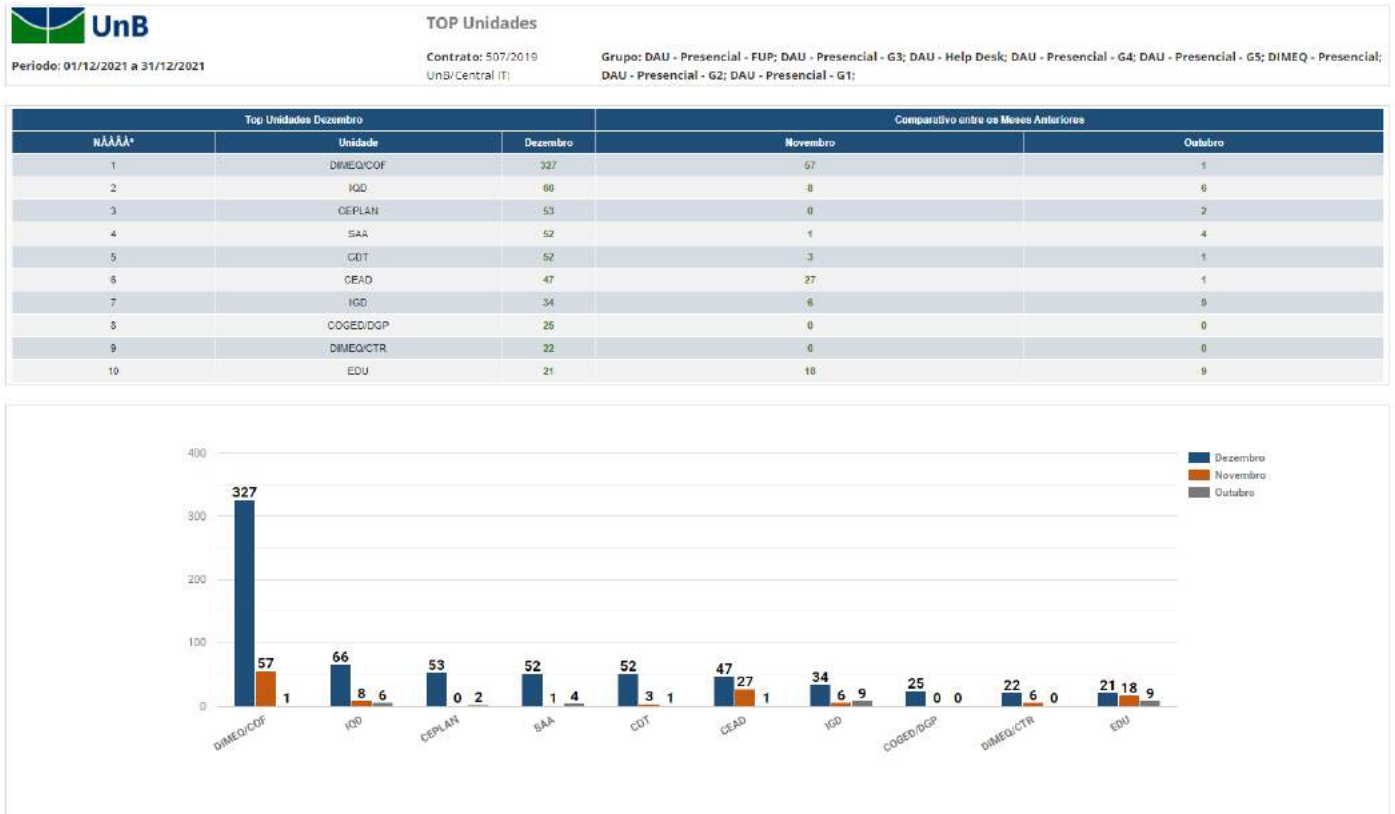 UnB
TOP Unidades
Periodo: 01/12/2021 a 31/12/2021
Contrato: 507/2019
UnB/Central IT:
Grupo: DAU - Presencial - FUP; DAU - Presencial - G3; DAU - Help Desk; DAU - Presencial - G4; DAU - Presencial - G5; DIMEQ - Presencial;
DAU - Presencial - G2; DAU - Presencial - G1;
Top Unidades Dezembro Comparativo entre os Meses Anteriores
Unidade Dezembro Novembro Outubro
1 DIMEQ/COF 327 57 1
2 IQD 66 8 6
3 CEPLAN 53 0 2
4 SAA 52 1 4
5 CDT 52 3 1
6 CEAD 47 27 1
7 IGD 34 6 9
8 COGED/DGP 25 0 0
9 DIMEQ/CTR 22 6 0
10 EDU 21 18 9
400
300
200
100
0
327 57 1
66 8 6
53 0 2
52 1 4
52 3 1
47 27 1
34 6 9
25 0 0
22 6 0
21 18 9
DIMEQ/COF
IQD
CEPLAN
SAA
CDT
CEAD
IGD
COGED/DGP
DIMEQ/CTR
EDU
Dezembro
Novembro
Outubro